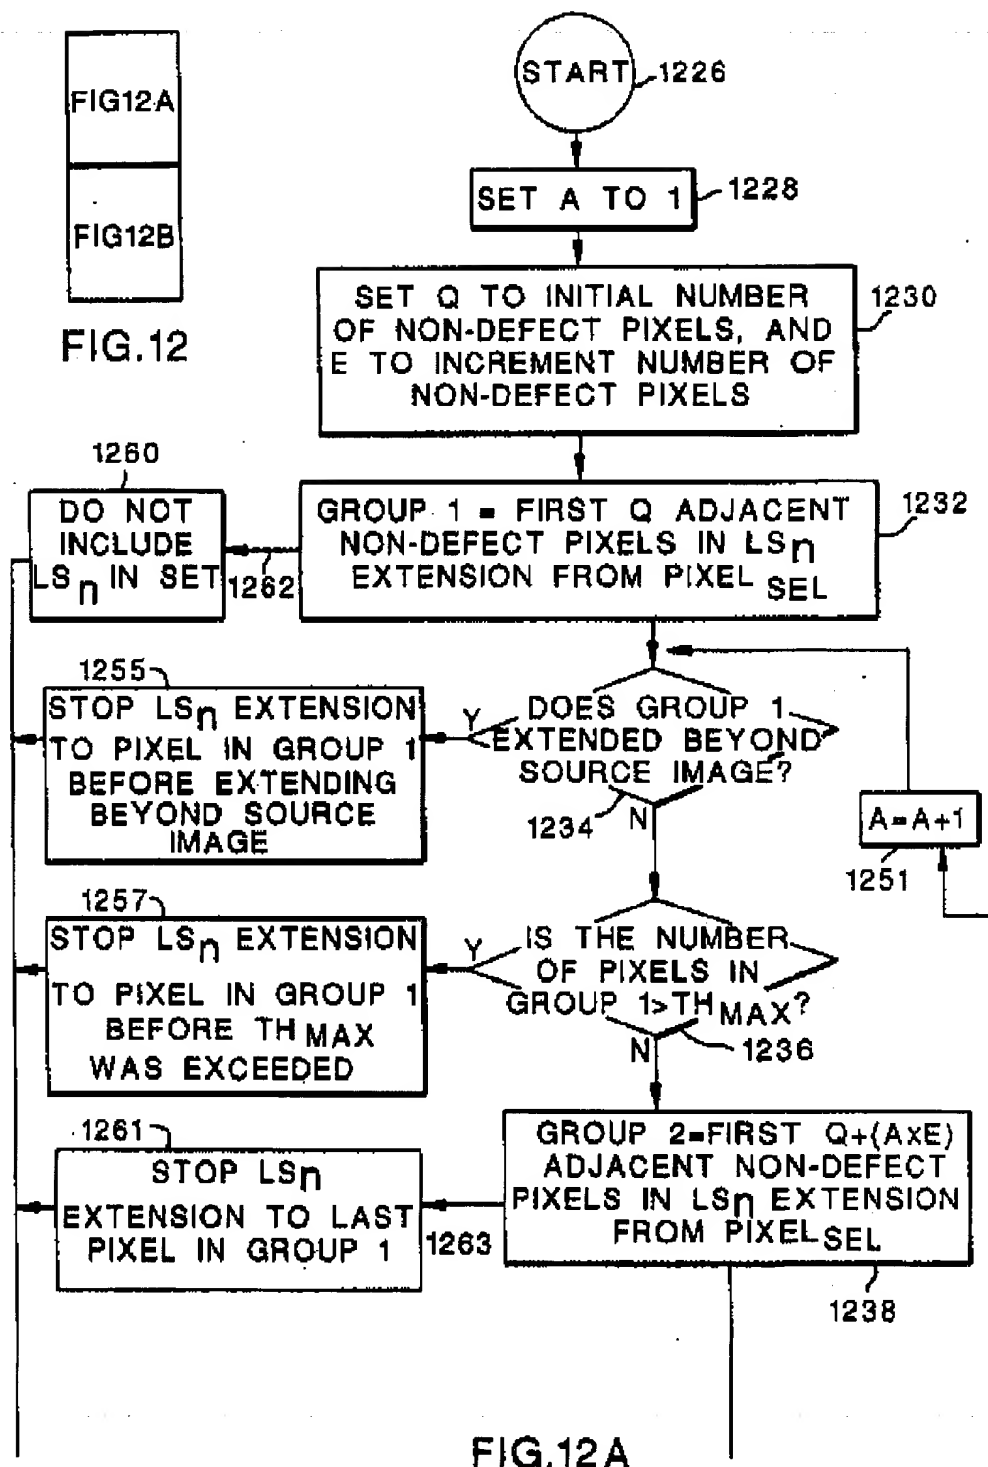 FIG12A
FIG12B
FIG.12
START
1226
SET A TO 1
1228
SET Q TO INITIAL NUMBER
OF NON-DEFECT PIXELS, AND
E TO INCREMENT NUMBER OF
NON-DEFECT PIXELS
1230
1260
DO NOT
INCLUDE
LSn IN SET
1262
GROUP 1 = FIRST Q ADJACENT
NON-DEFECT PIXELS IN LSn
EXTENSION FROM PIXEL SEL
1232
1255
STOP LSn EXTENSION
TO PIXEL IN GROUP 1
BEFORE EXTENDING
BEYOND SOURCE
IMAGE
Y
DOES GROUP 1
EXTENDED BEYOND
SOURCE IMAGE?
1234
N
A=A+1
1251
1257
STOP LSn EXTENSION
TO PIXEL IN GROUP 1
BEFORE TH MAX
WAS EXCEEDED
Y
IS THE NUMBER
OF PIXELS IN
GROUP 1>TH MAX?
1236
N
1261
STOP LSn
EXTENSION TO LAST
PIXEL IN GROUP 1
1263
GROUP 2=FIRST Q+(AXE)
ADJACENT NON-DEFECT
PIXELS IN LSn EXTENSION
FROM PIXEL SEL
1238
FIG.12A